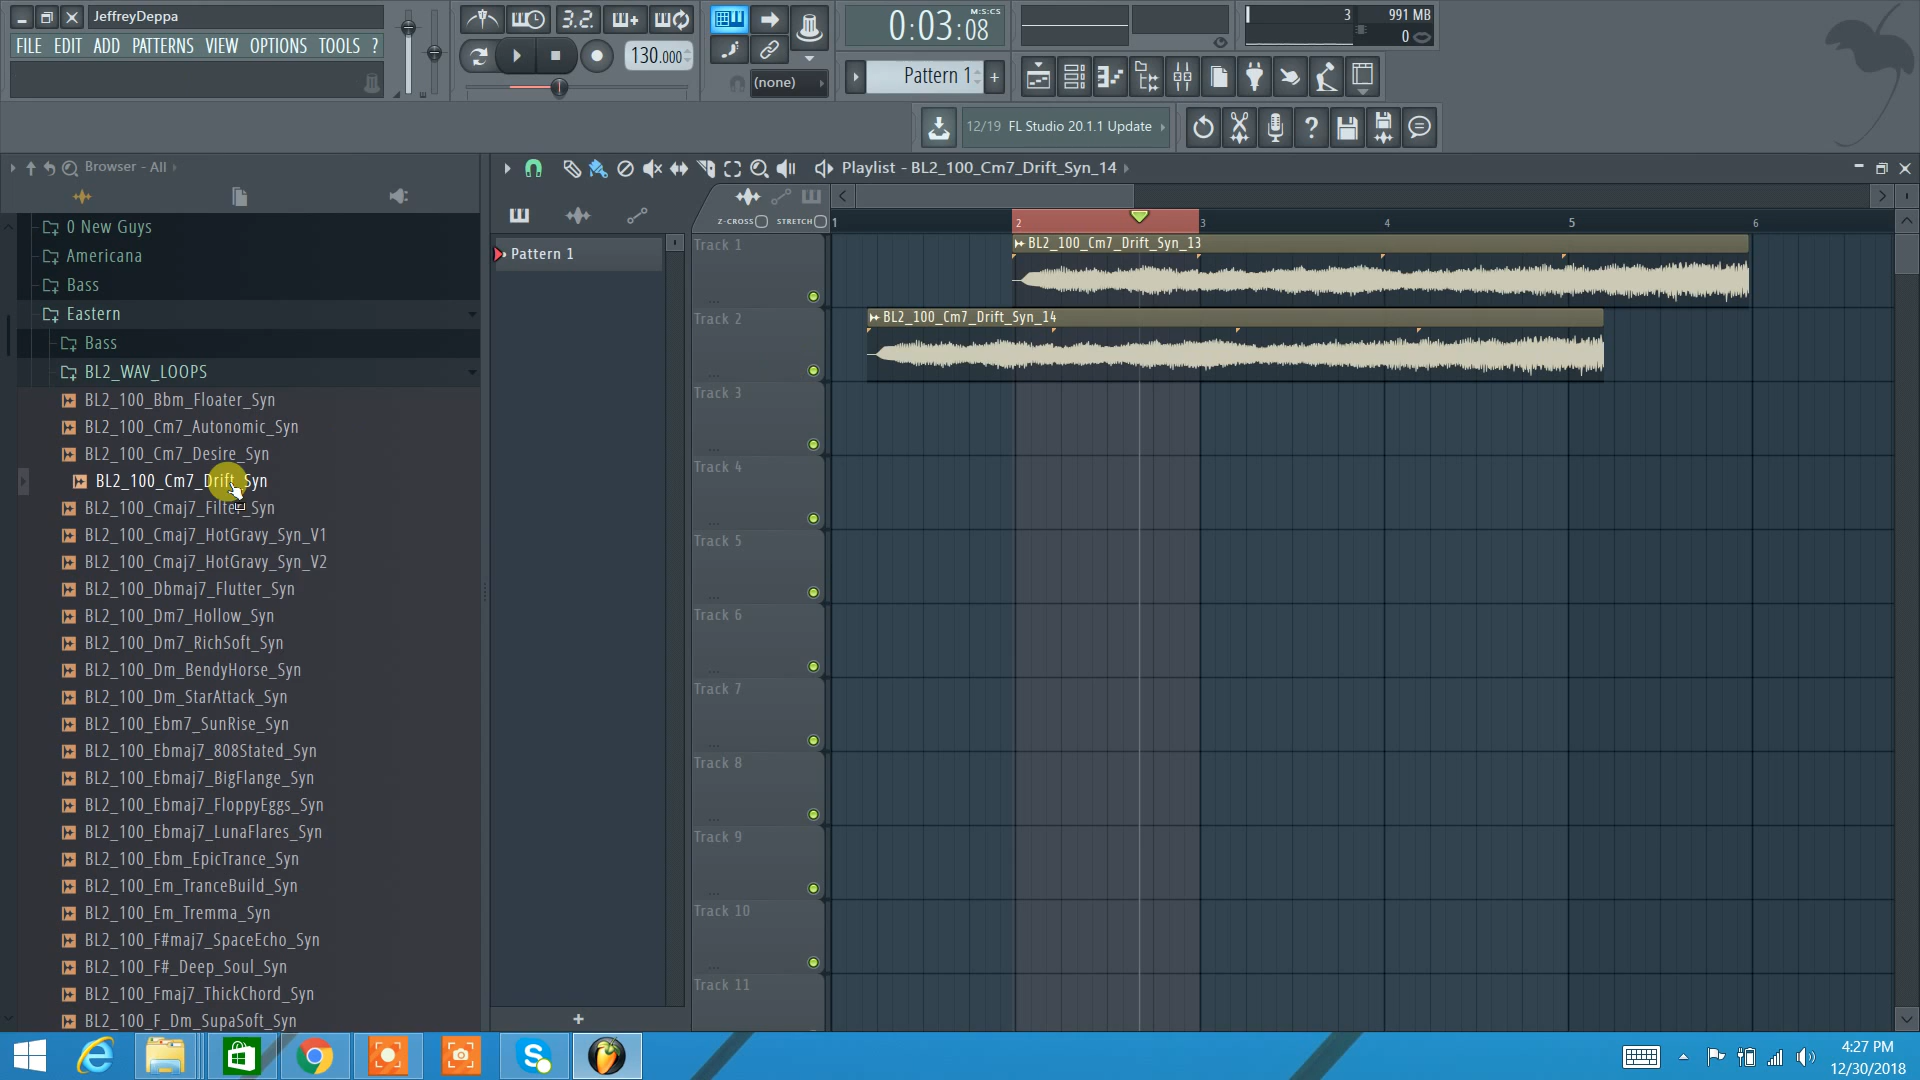 JeffreyDeppa
FILE EDIT ADD PATTERNS VIEW OPTIONS TOOLS ?
3.2.
130.000
(none)
0:03:08
M:S:CS
Pattern 1
3
991 MB
0
12/19 FL Studio 20.1.1 Update
Browser - All
0 New Guys
Americana
Bass
Eastern
Bass
BL2_WAV_LOOPS
BL2_100_Bbm_Floater_Syn
BL2_100_Cm7_Autonomic_Syn
BL2_100_Cm7_Desire_Syn
BL2_100_Cm7_Drift_Syn
BL2_100_Cmaj7_Filter_Syn
BL2_100_Cmaj7_HotGravy_Syn_V1
BL2_100_Cmaj7_HotGravy_Syn_V2
BL2_100_Dbmaj7_Flutter_Syn
BL2_100_Dm7_Hollow_Syn
BL2_100_Dm7_RichSoft_Syn
BL2_100_Dm_BendyHorse_Syn
BL2_100_Dm_StarAttack_Syn
BL2_100_Ebm7_SunRise_Syn
BL2_100_Ebmaj7_808Stated_Syn
BL2_100_Ebmaj7_BigFlange_Syn
BL2_100_Ebmaj7_FloppyEggs_Syn
BL2_100_Ebmaj7_LunaFlares_Syn
BL2_100_Ebm_EpicTrance_Syn
BL2_100_Em_TranceBuild_Syn
BL2_100_Em_Tremma_Syn
BL2_100_F#maj7_SpaceEcho_Syn
BL2_100_F#_Deep_Soul_Syn
BL2_100_Fmaj7_ThickChord_Syn
BL2_100_F_Dm_SupaSoft_Syn
Playlist - BL2_100_Cm7_Drift_Syn_14
Z-CROSS STRETCH
Pattern 1
1 2 3 4 5 6
Track 1
BL2_100_Cm7_Drift_Syn_13
Track 2
BL2_100_Cm7_Drift_Syn_14
Track 3
Track 4
Track 5
Track 6
Track 7
Track 8
Track 9
Track 10
Track 11
4:27 PM
12/30/2018